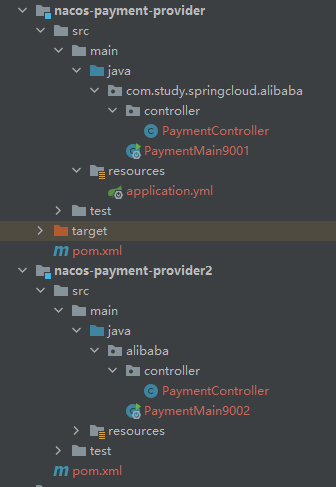 nacos-payment-provider
src
main
java
com.study.springcloud.alibaba
controller
PaymentController
PaymentMain9001
resources
application.yml
test
target
pom.xml
nacos-payment-provider2
src
main
java
alibaba
controller
PaymentController
PaymentMain9002
resources
test
pom.xml